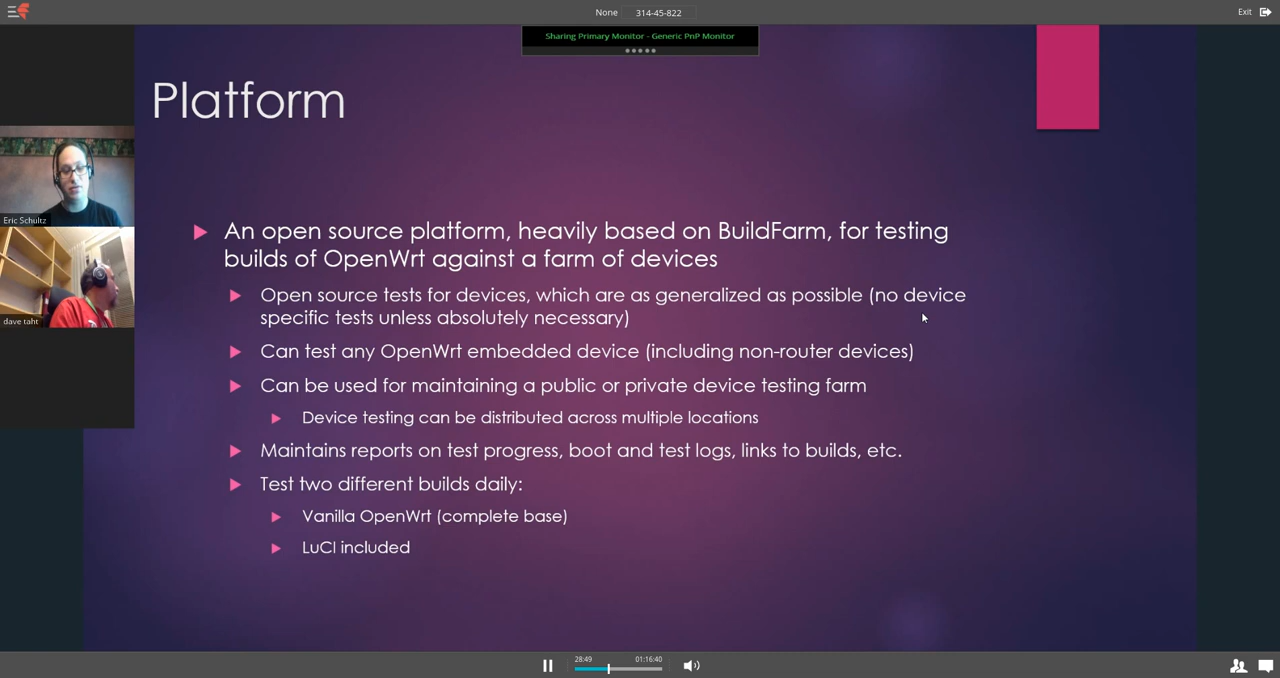 None 314-45-822
Exit
Sharing Primary Monitor - Generic PnP Monitor
Platform
Eric Schultz
dave taht
An open source platform, heavily based on BuildFarm, for testing
builds of OpenWrt against a farm of devices
Open source tests for devices, which are as generalized as possible (no device
specific tests unless absolutely necessary)
Can test any OpenWrt embedded device (including non-router devices)
Can be used for maintaining a public or private device testing farm
Device testing can be distributed across multiple locations
Maintains reports on test progress, boot and test logs, links to builds, etc.
Test two different builds daily:
Vanilla OpenWrt (complete base)
LuCI included
28:49 01:16:40